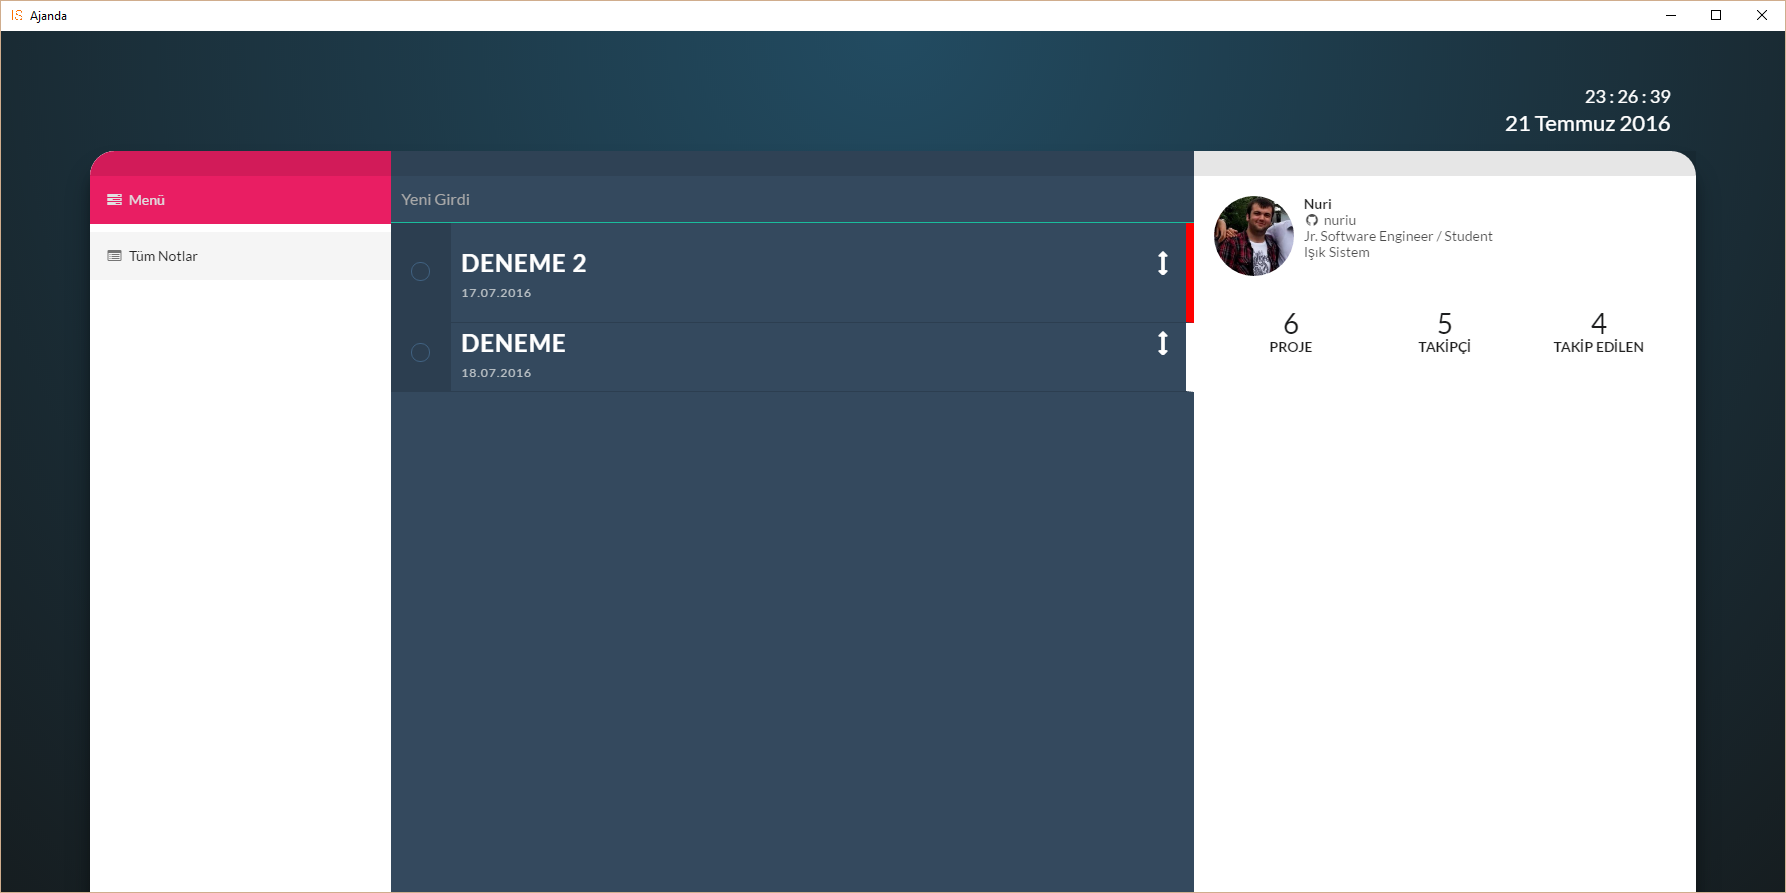 IS Ajanda
23 : 26 : 39
21 Temmuz 2016
Menü
Tüm Notlar
Yeni Girdi
DENEME 2
17.07.2016
DENEME
18.07.2016
Nuri
nuriu
Jr. Software Engineer / Student
Işık Sistem
6
PROJE
5
TAKİPÇİ
4
TAKİP EDİLEN